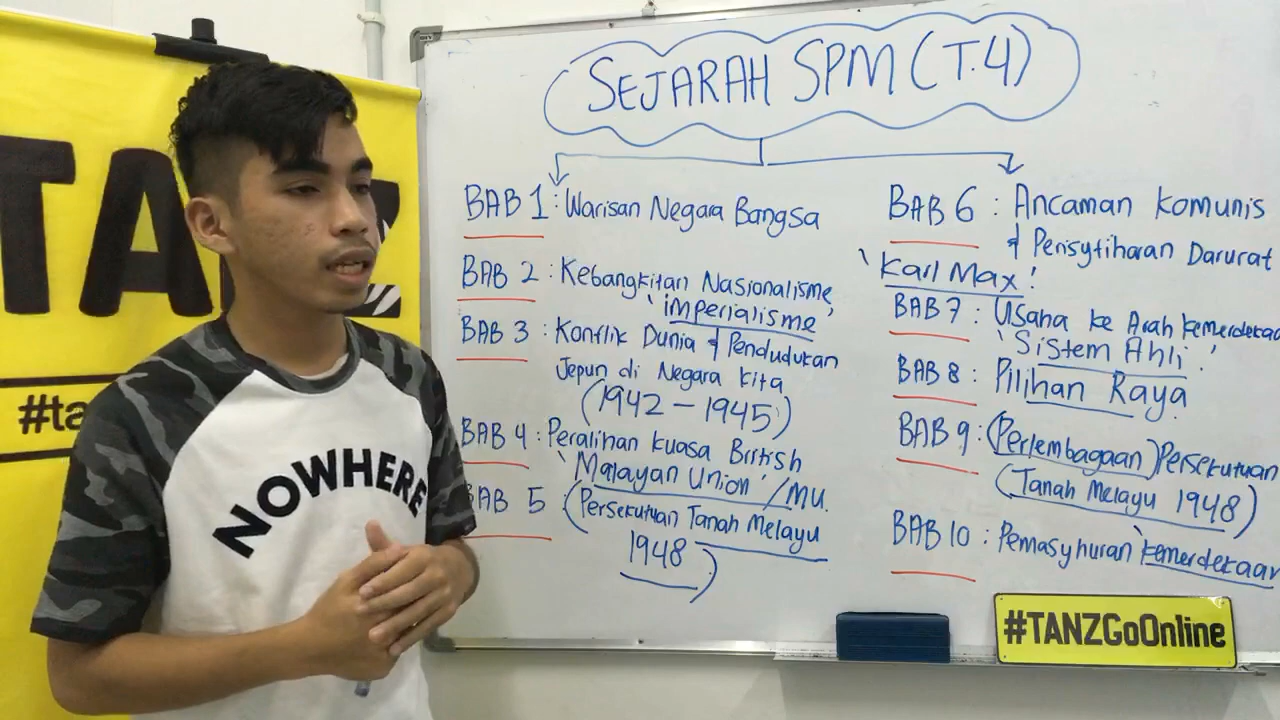 TANZ
#ta
NOWHERE
SEJARAH SPM (T.4)
BAB 1 : Warisan Negara Bangsa
BAB 2 : Kebangkitan Nasionalisme
'imperialisme'
BAB 3 : Konflik Dunia & Pendudukan
Jepun di Negara Kita
(1942 – 1945)
BAB 4 : Peralihan Kuasa British
'Malayan Union' /MU.
BAB 5 (Persekutuan Tanah Melayu
1948)
BAB 6 : Ancaman Komunis
& Perisytiharan Darurat
'Karl Max'
BAB 7 : Usaha ke Arah Kemerdekaa
'Sistem Ahli'
BAB 8 : Pilihan Raya
BAB 9 : (Perlembagaan) Persekutuan
(Tanah Melayu 1948)
BAB 10 : Pemasyhuran 'kemerdekaan
#TANZGoOnline